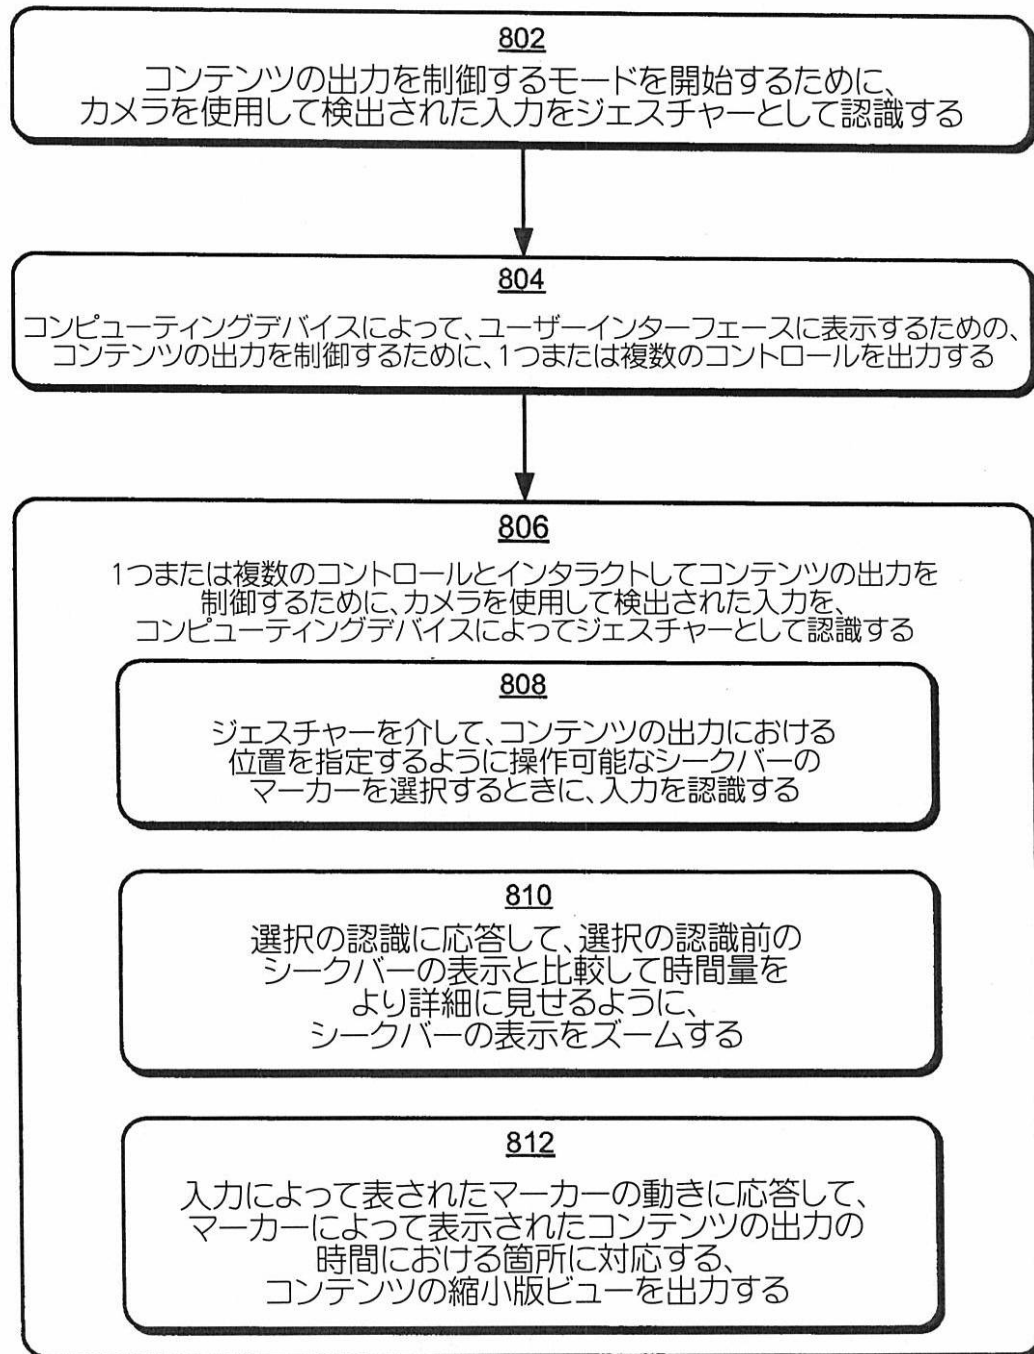 802
コンテンツの出力を制御するモードを開始するために、
カメラを使用して検出された入力をジェスチャーとして認識する
804
コンピューティングデバイスによって、ユーザーインターフェースに表示するための、
コンテンツの出力を制御するために、1つまたは複数のコントロールを出力する
806
1つまたは複数のコントロールとインタラクトしてコンテンツの出力を
制御するために、カメラを使用して検出された入力を、
コンピューティングデバイスによってジェスチャーとして認識する
808
ジェスチャーを介して、コンテンツの出力における
位置を指定するように操作可能なシークバーの
マーカーを選択するときに、入力を認識する
810
選択の認識に応答して、選択の認識前の
シークバーの表示と比較して時間量を
より詳細に見せるように、
シークバーの表示をズームする
812
入力によって表されたマーカーの動きに応答して、
マーカーによって表示されたコンテンツの出力の
時間における箇所に対応する、
コンテンツの縮小版ビューを出力する